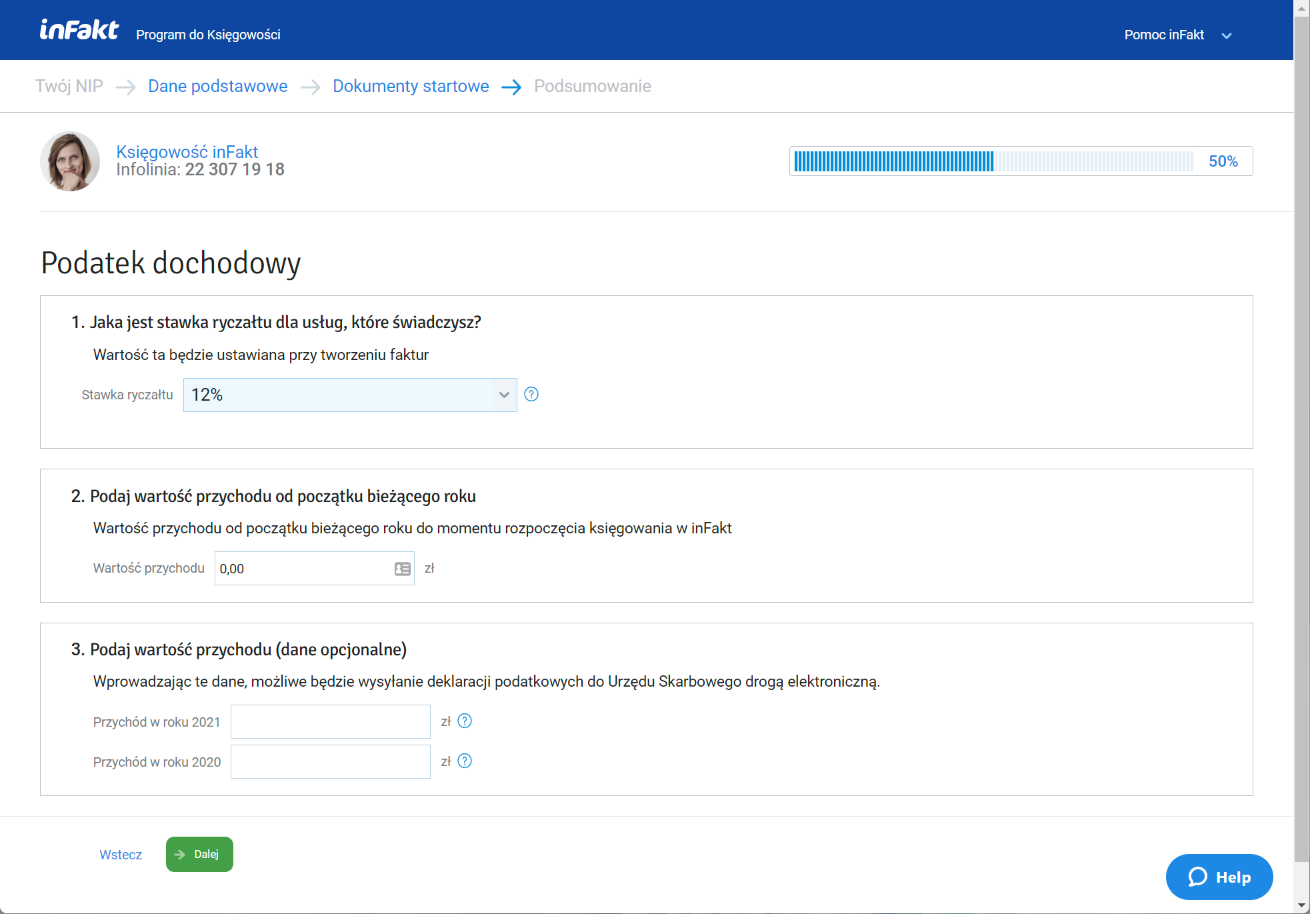 inFakt Program do Księgowości Pomoc inFakt
Twój NIP Dane podstawowe Dokumenty startowe Podsumowanie
Księgowość inFakt
Infolinia: 22 307 19 18
50%
Podatek dochodowy
1. Jaka jest stawka ryczałtu dla usług, które świadczysz?
Wartość ta będzie ustawiana przy tworzeniu faktur
Stawka ryczałtu 12% ?
2. Podaj wartość przychodu od początku bieżącego roku
Wartość przychodu od początku bieżącego roku do momentu rozpoczęcia księgowania w inFakt
Wartość przychodu 0,00 zł
3. Podaj wartość przychodu (dane opcjonalne)
Wprowadzając te dane, możliwe będzie wysyłanie deklaracji podatkowych do Urzędu Skarbowego drogą elektroniczną.
Przychód w roku 2021 zł ?
Przychód w roku 2020 zł ?
Wstecz Dalej
Help